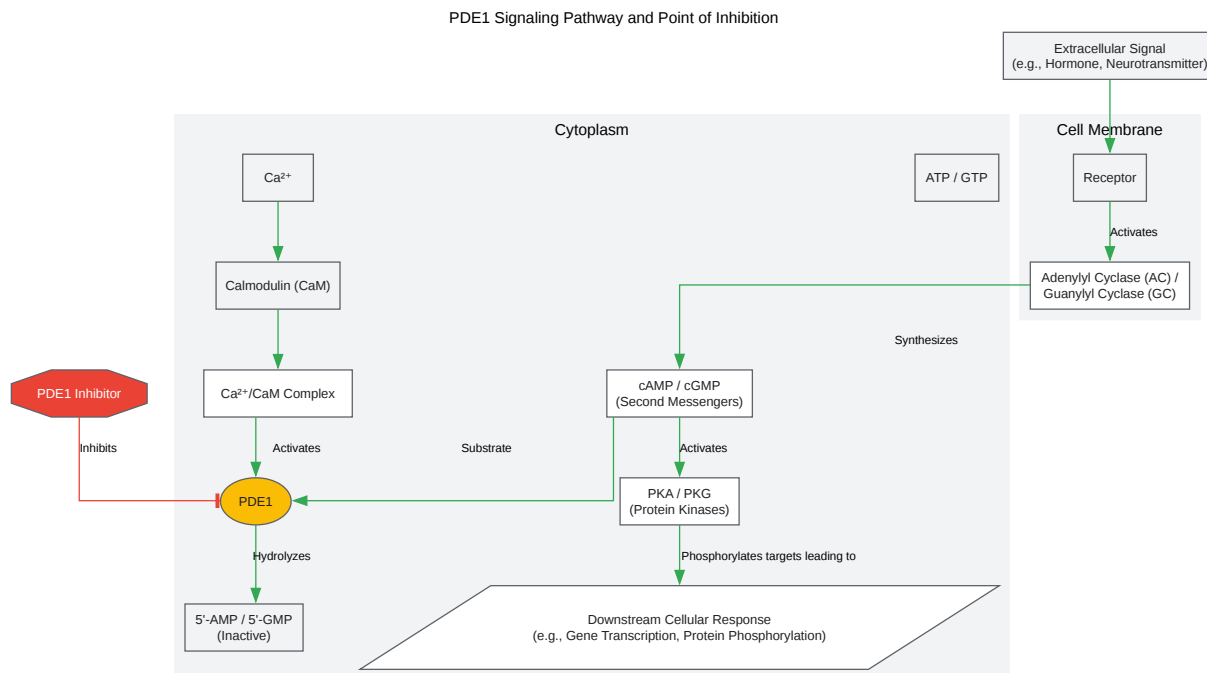 PDE1 Signaling Pathway and Point of Inhibition
Extracellular Signal
(e.g., Hormone, Neurotransmitter)
Cytoplasm
Cell Membrane
Ca²⁺
ATP / GTP
Receptor
Activates
Calmodulin (CaM)
Adenylyl Cyclase (AC) /
Guanylyl Cyclase (GC)
Synthesizes
PDE1 Inhibitor
Ca²⁺/CaM Complex
cAMP / cGMP
(Second Messengers)
Inhibits
Activates
Substrate
Activates
PDE1
PKA / PKG
(Protein Kinases)
Hydrolyzes
Phosphorylates targets leading to
5'-AMP / 5'-GMP
(Inactive)
Downstream Cellular Response
(e.g., Gene Transcription, Protein Phosphorylation)